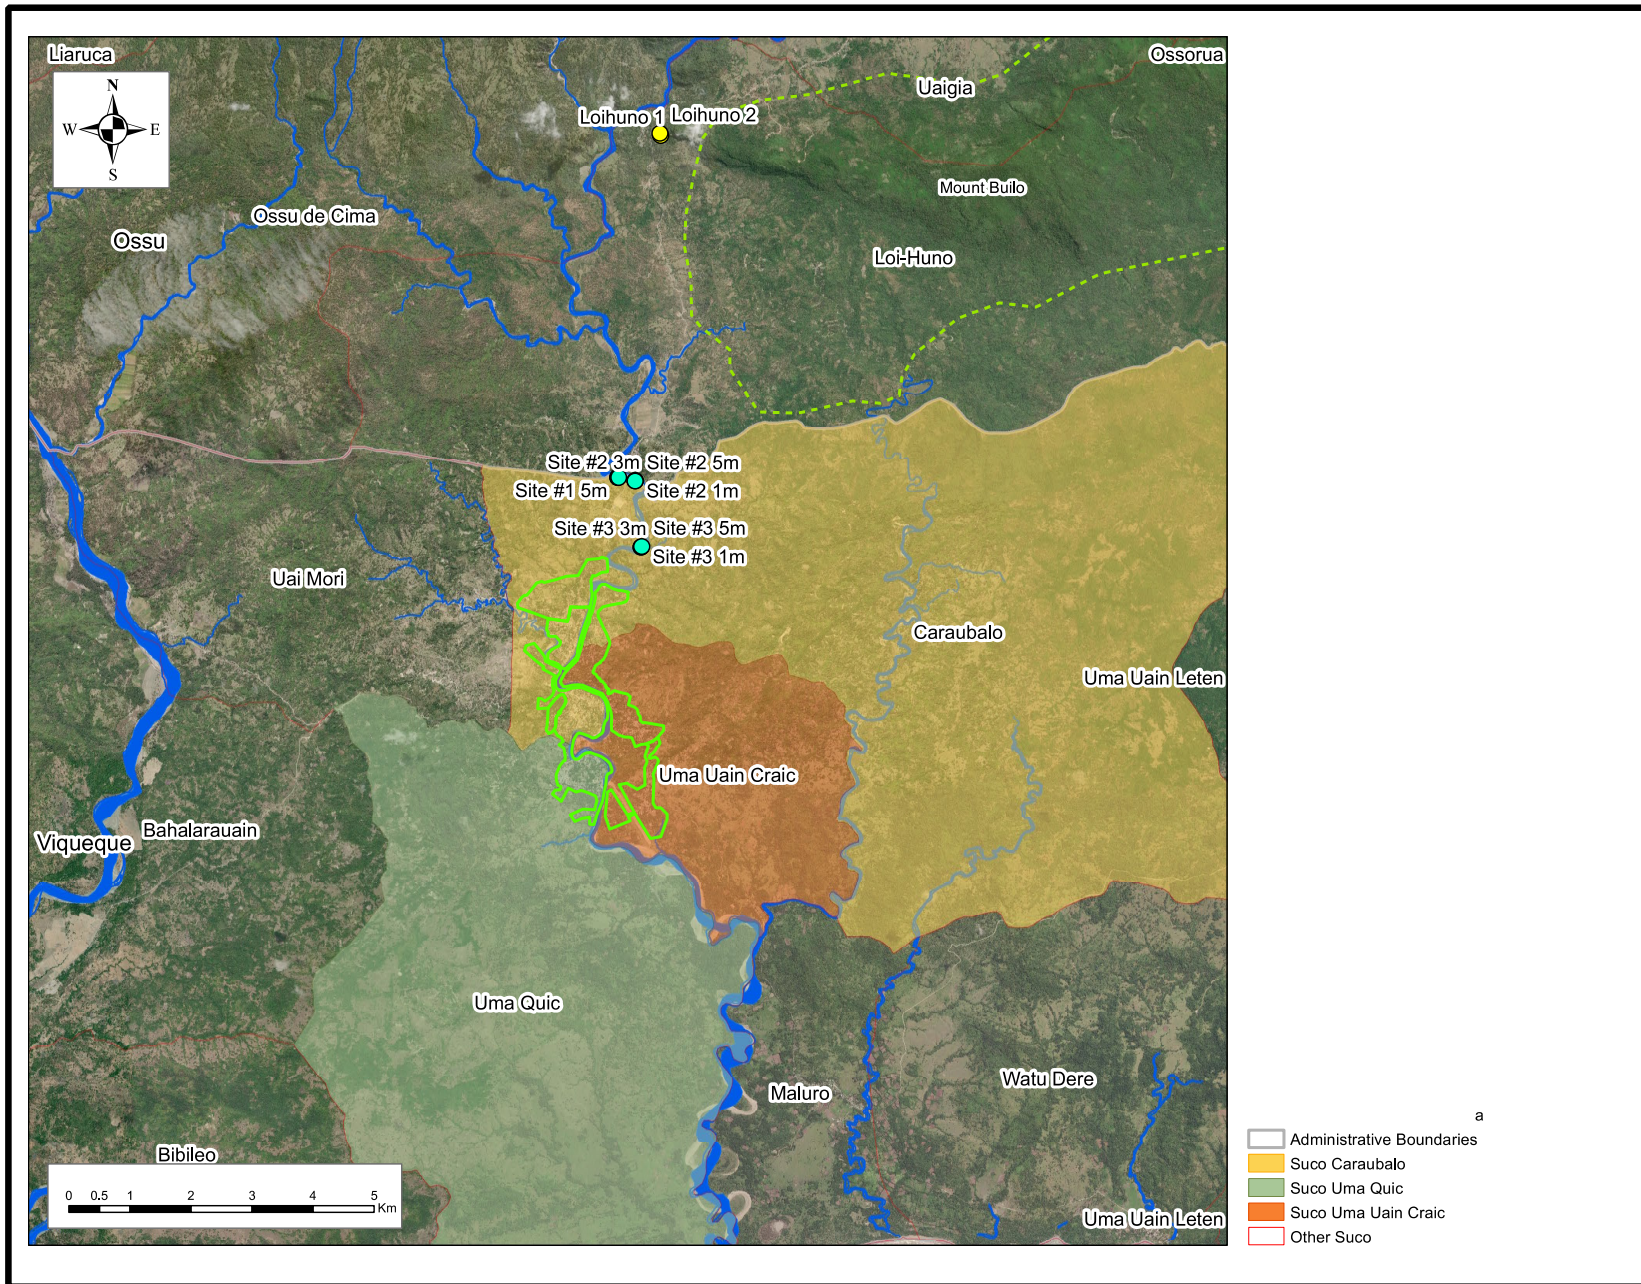 Liaruca
Ossorua
N
W E
S
Uaigia
Loihuno 1 Loihuno 2
Mount Builo
Ossu de Cima
Ossu
Loi-Huno
Site #2 3m Site #2 5m
Site #1 5m Site #2 1m
Site #3 3m Site #3 5m
Site #3 1m
Uai Mori
Caraubalo
Uma Uain Leten
Uma Uain Craic
Bahalarauain
Viqueque
Uma Quic
Watu Dere
Maluro
Bibileo
0 0.5 1 2 3 4 5
Km
Uma Uain Leten
a
Administrative Boundaries
Suco Caraubalo
Suco Uma Quic
Suco Uma Uain Craic
Other Suco